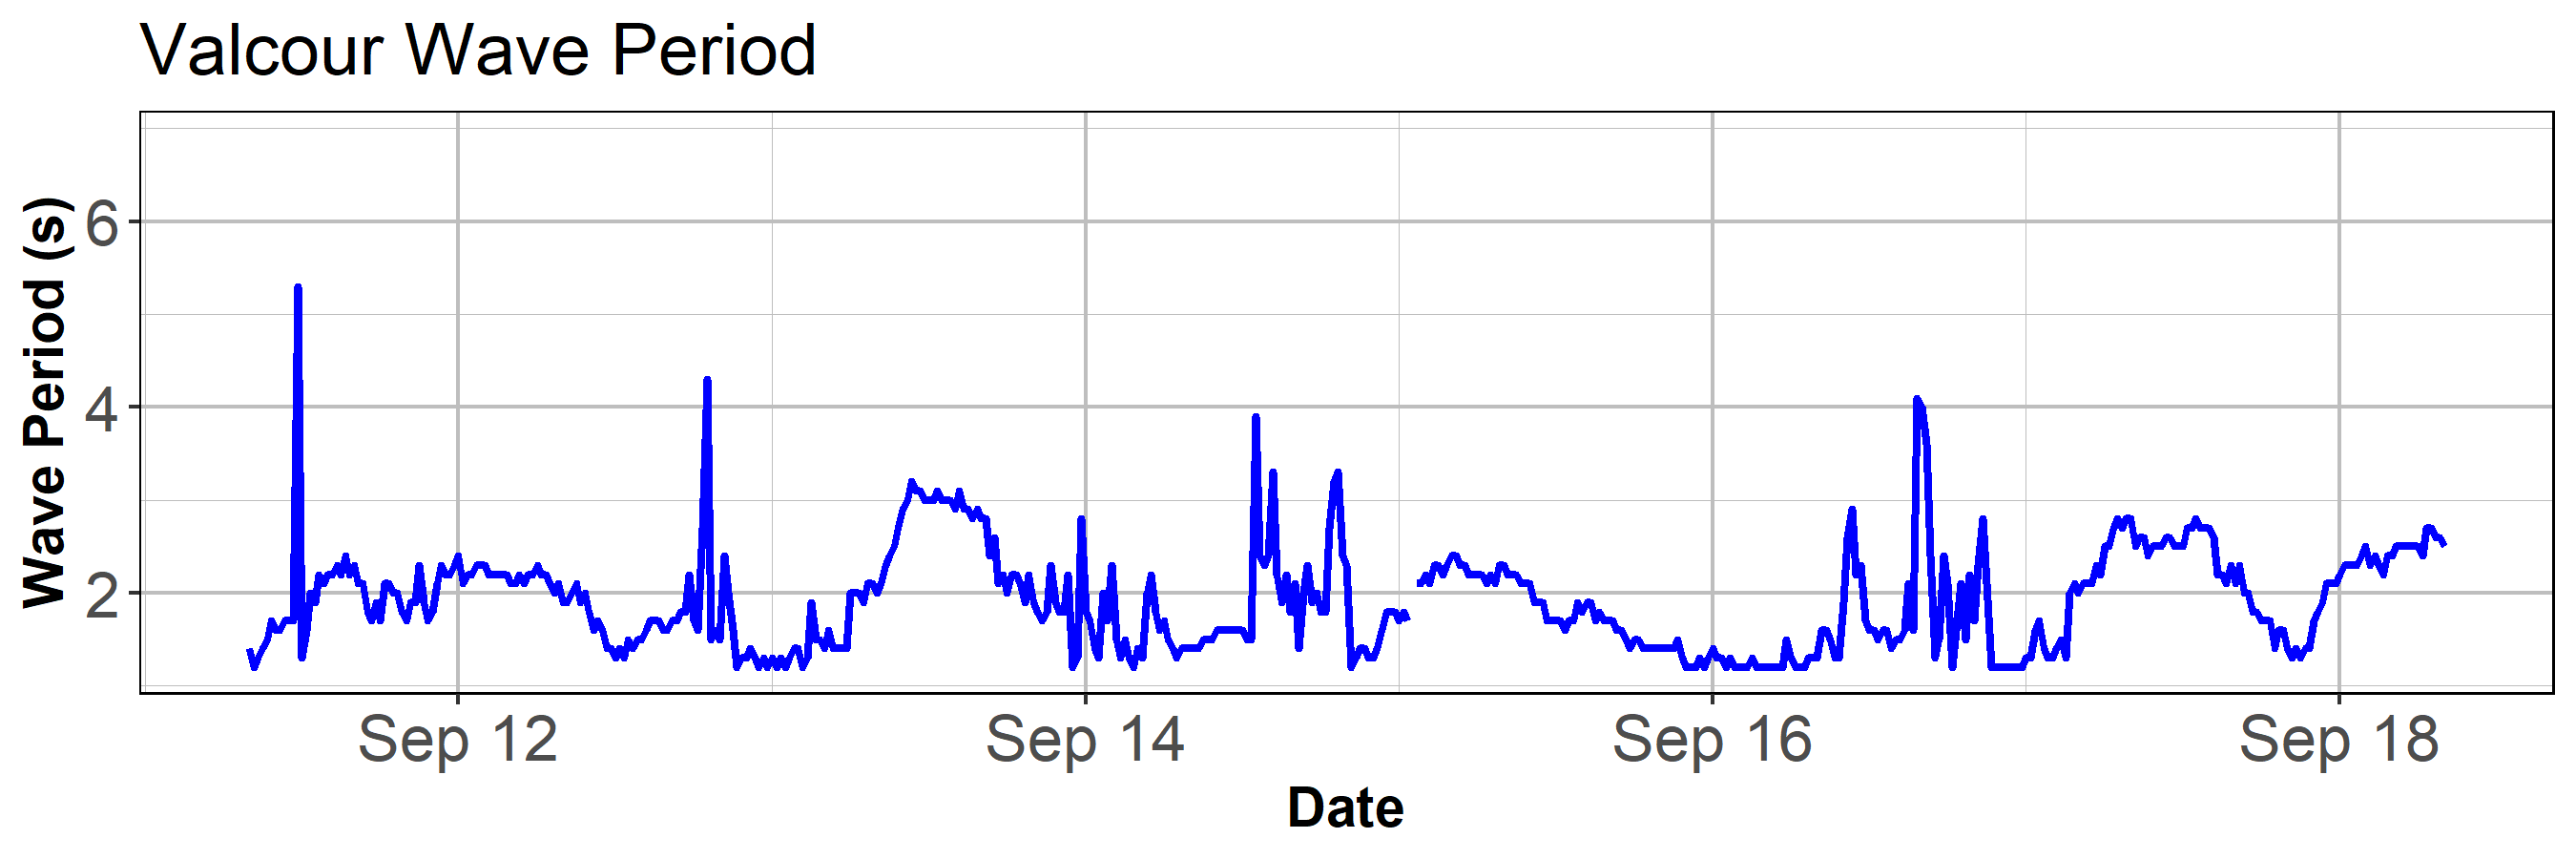 Valcour Wave Period
Wave Period (s)
6
4
2
Sep 12
Sep 14
Sep 16
Sep 18
Date